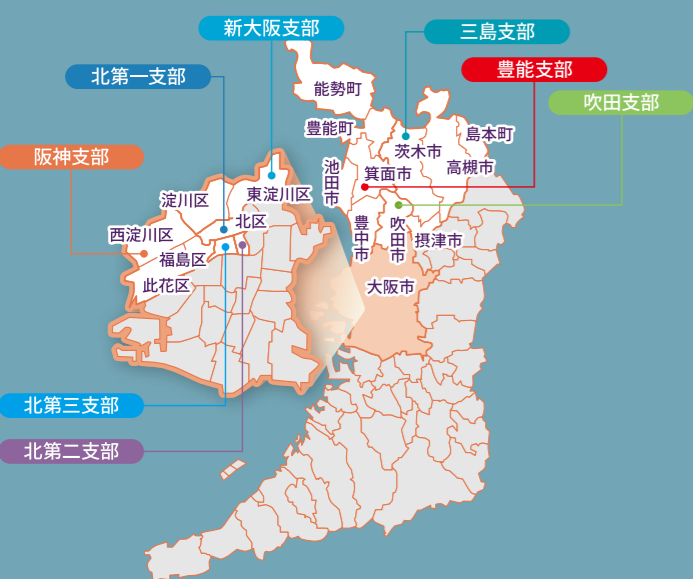 新大阪支部
三島支部
北第一支部
豊能支部
吹田支部
阪神支部
能勢町
豊能町
島本町
茨木市
高槻市
池田市
箕面市
東淀川区
淀川区
北区
西淀川区
豊中市
吹田市
摂津市
福島区
此花区
大阪市
北第三支部
北第二支部